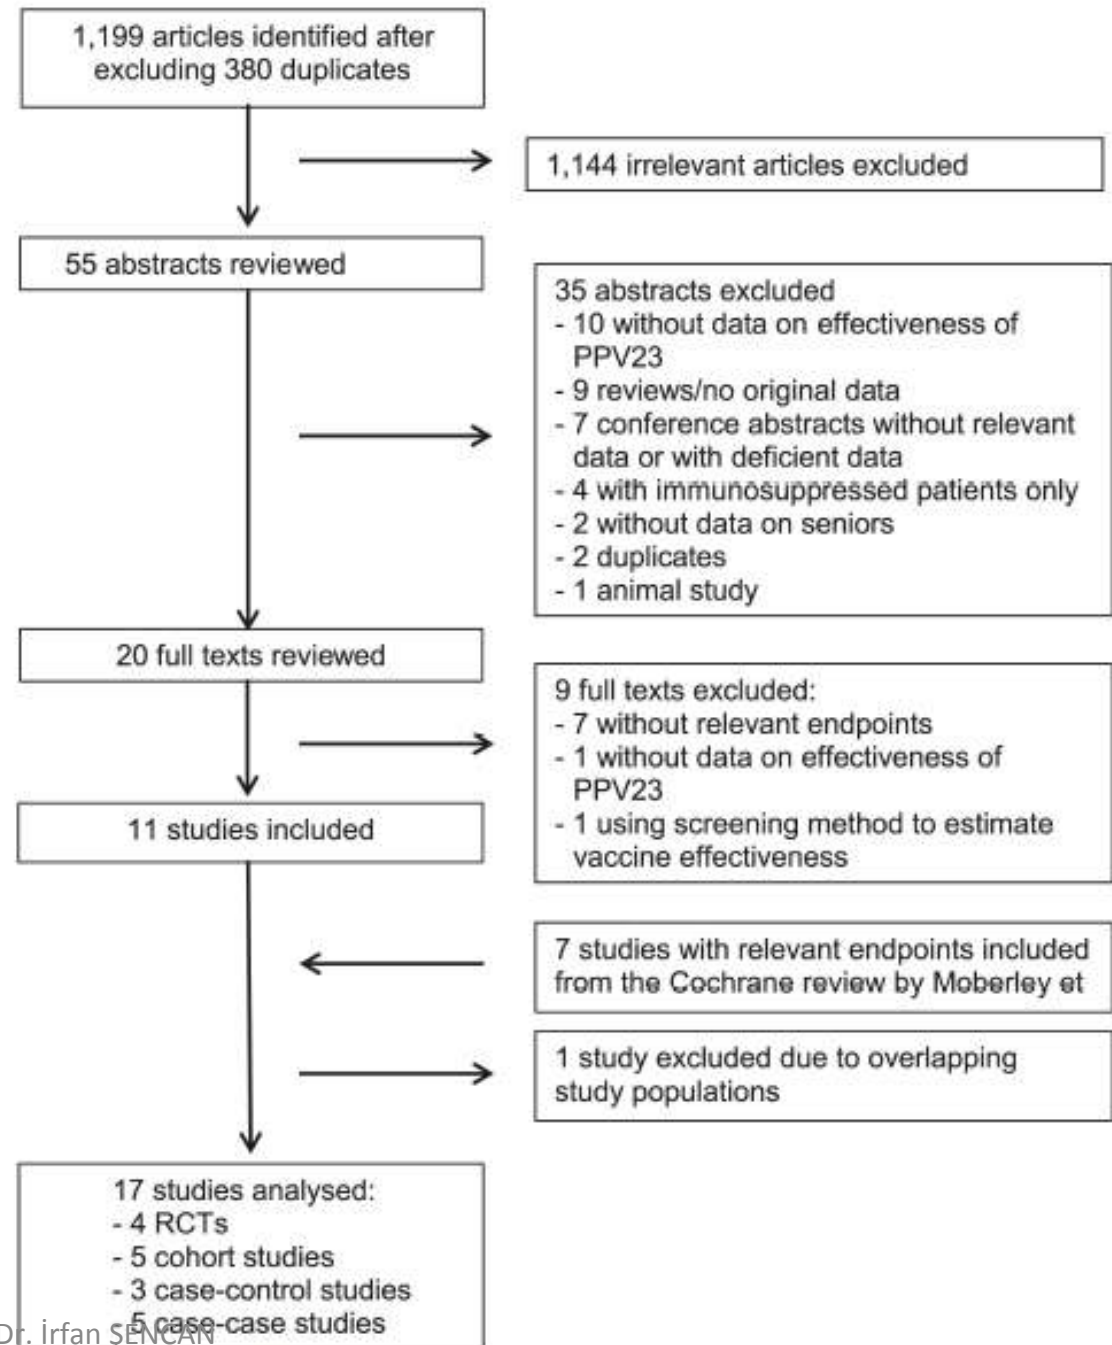 1,199 articles identified after
excluding 380 duplicates
1,144 irrelevant articles excluded
55 abstracts reviewed
35 abstracts excluded
- 10 without data on effectiveness of
PPV23
- 9 reviews/no original data
- 7 conference abstracts without relevant
data or with deficient data
- 4 with immunosuppressed patients only
- 2 without data on seniors
- 2 duplicates
- 1 animal study
20 full texts reviewed
9 full texts excluded:
- 7 without relevant endpoints
- 1 without data on effectiveness of
PPV23
- 1 using screening method to estimate
vaccine effectiveness
11 studies included
7 studies with relevant endpoints included
from the Cochrane review by Moberley et
1 study excluded due to overlapping
study populations
17 studies analysed:
- 4 RCTs
- 5 cohort studies
- 3 case-control studies
- 5 case-case studies
Dr. İrfan ŞENCAN